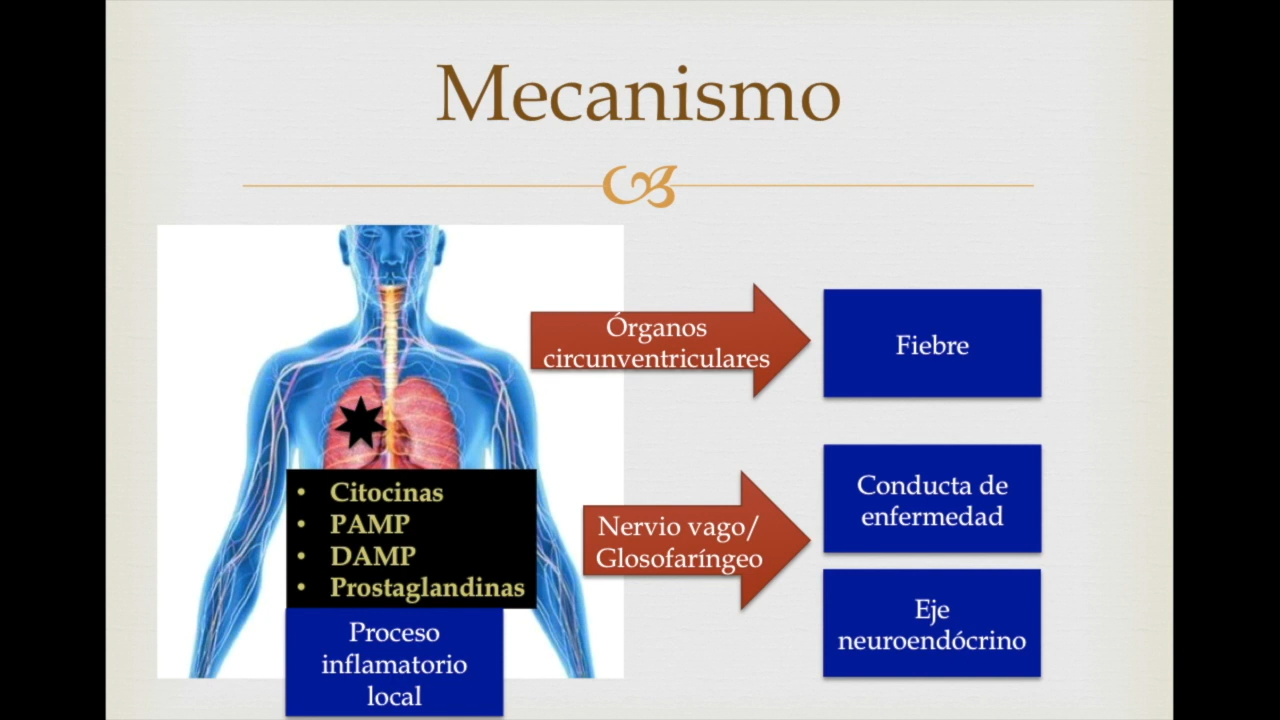 Mecanismo
Órganos
circunventriculares
Fiebre
• Citocinas
• PAMP
• DAMP
• Prostaglandinas
Nervio vago/
Glosofaríngeo
Conducta de
enfermedad
Eje
neuroendócrino
Proceso
inflamatorio
local